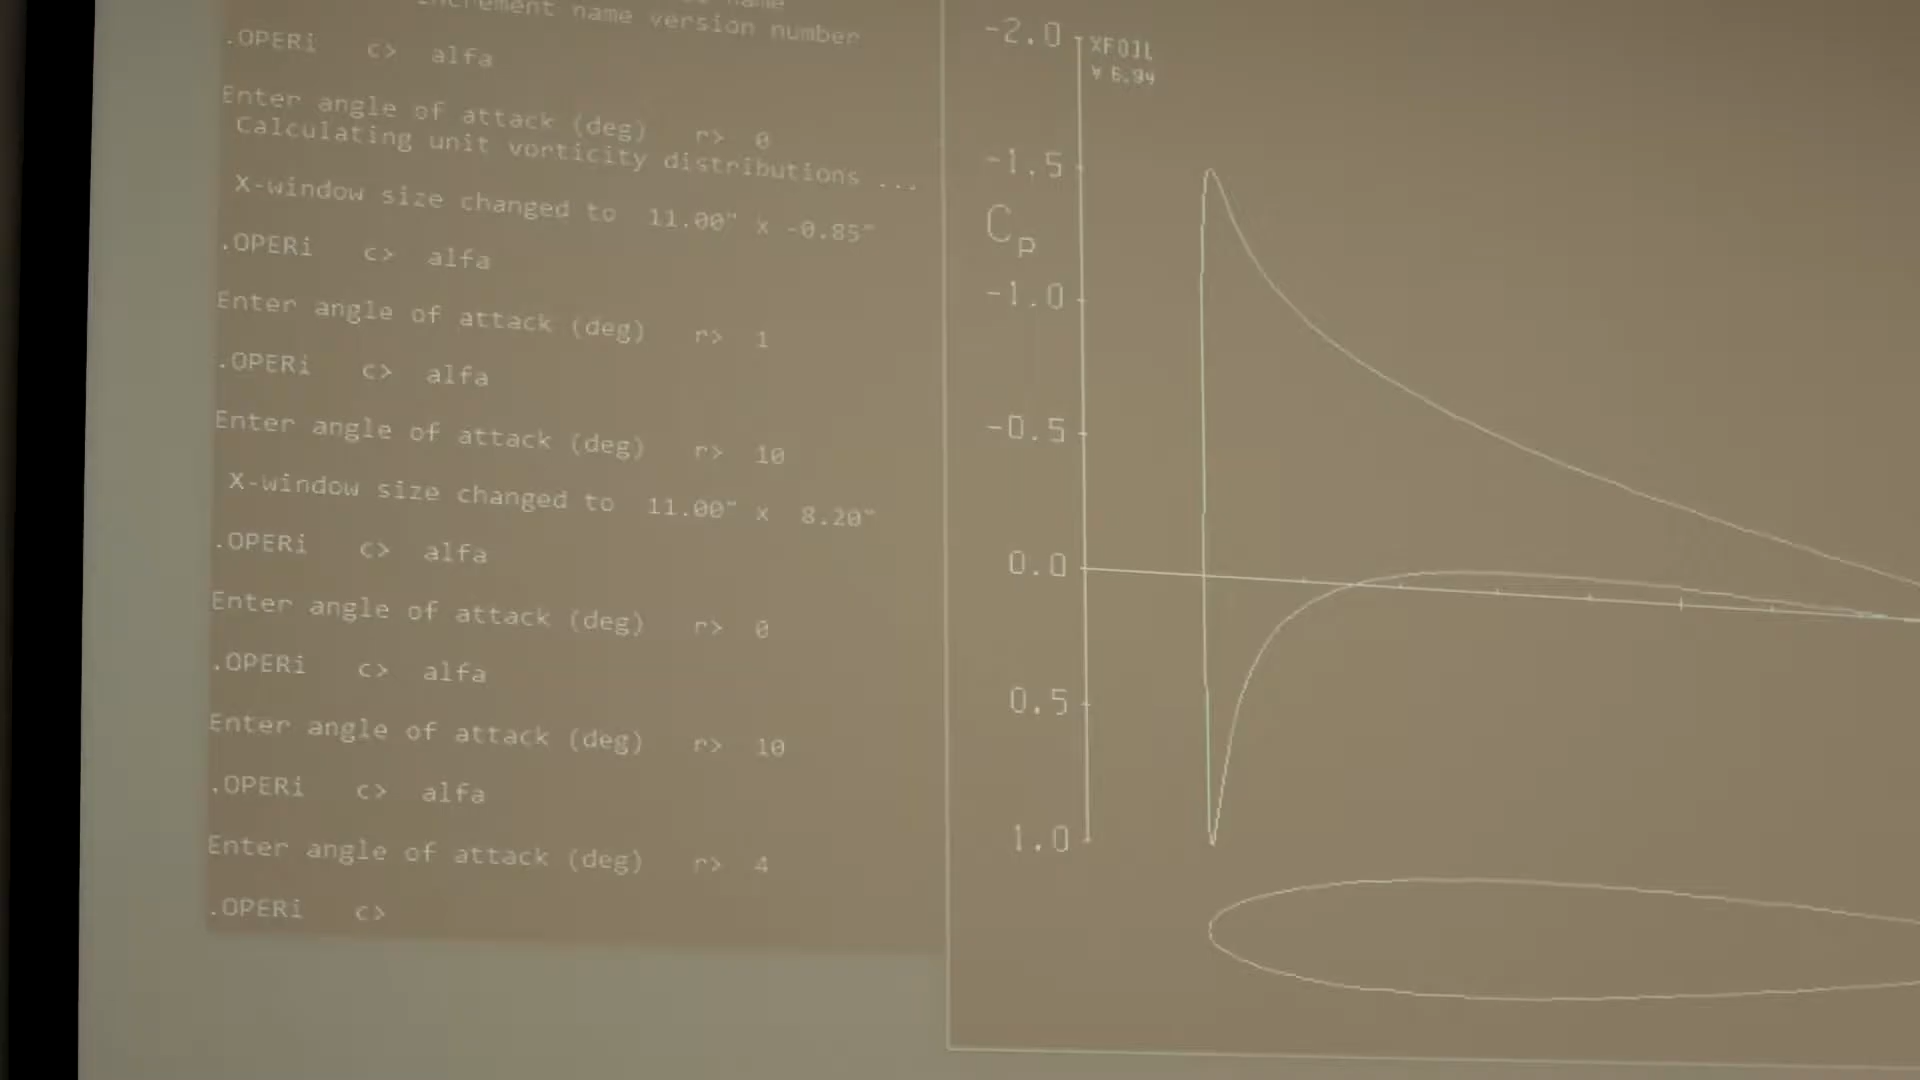 name
increment name version number
.OPERi c> alfa
Enter angle of attack (deg) r> 0
Calculating unit vorticity distributions ...
X-window size changed to 11.00" x -0.85"
.OPERi c> alfa
Enter angle of attack (deg) r> 1
.OPERi c> alfa
Enter angle of attack (deg) r> 10
X-window size changed to 11.00" x 8.20"
.OPERi c> alfa
Enter angle of attack (deg) r> 0
.OPERi c> alfa
Enter angle of attack (deg) r> 10
.OPERi c> alfa
Enter angle of attack (deg) r> 4
.OPERi c>
XFOIL
V 6.94
-2.0
-1.5
Cp
-1.0
-0.5
0.0
0.5
1.0